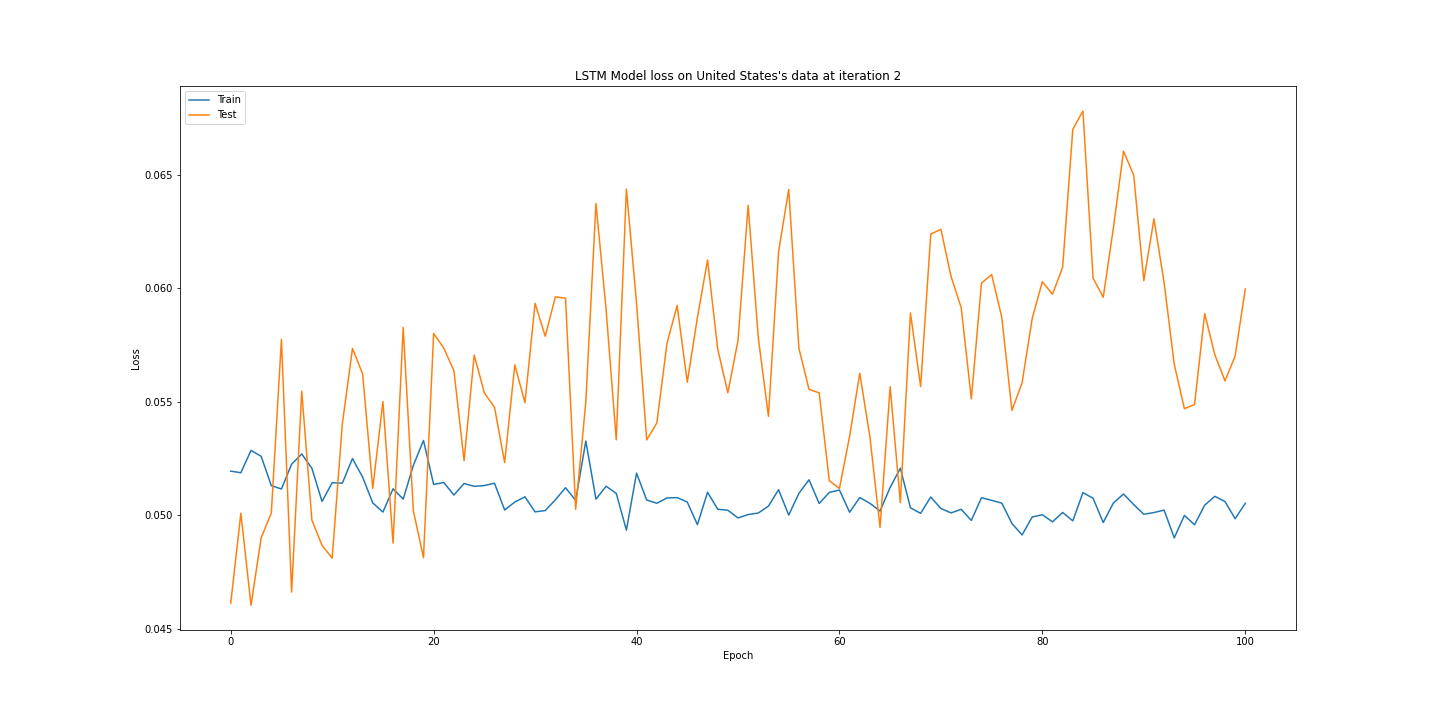 LSTM Model loss on United States's data at iteration 2
Train
Test
Loss
0.065
0.060
0.055
0.050
0.045
0 20 40 60 80 100
Epoch